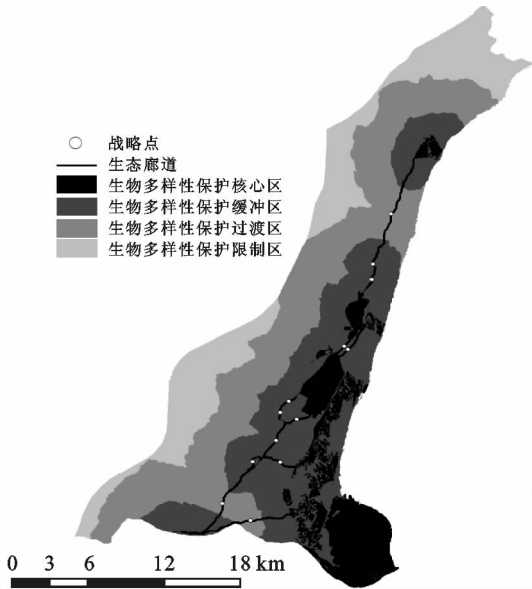 战略点
生态廊道
生物多样性保护核心区
生物多样性保护缓冲区
生物多样性保护过渡区
生物多样性保护限制区
0 3 6 12 18 km